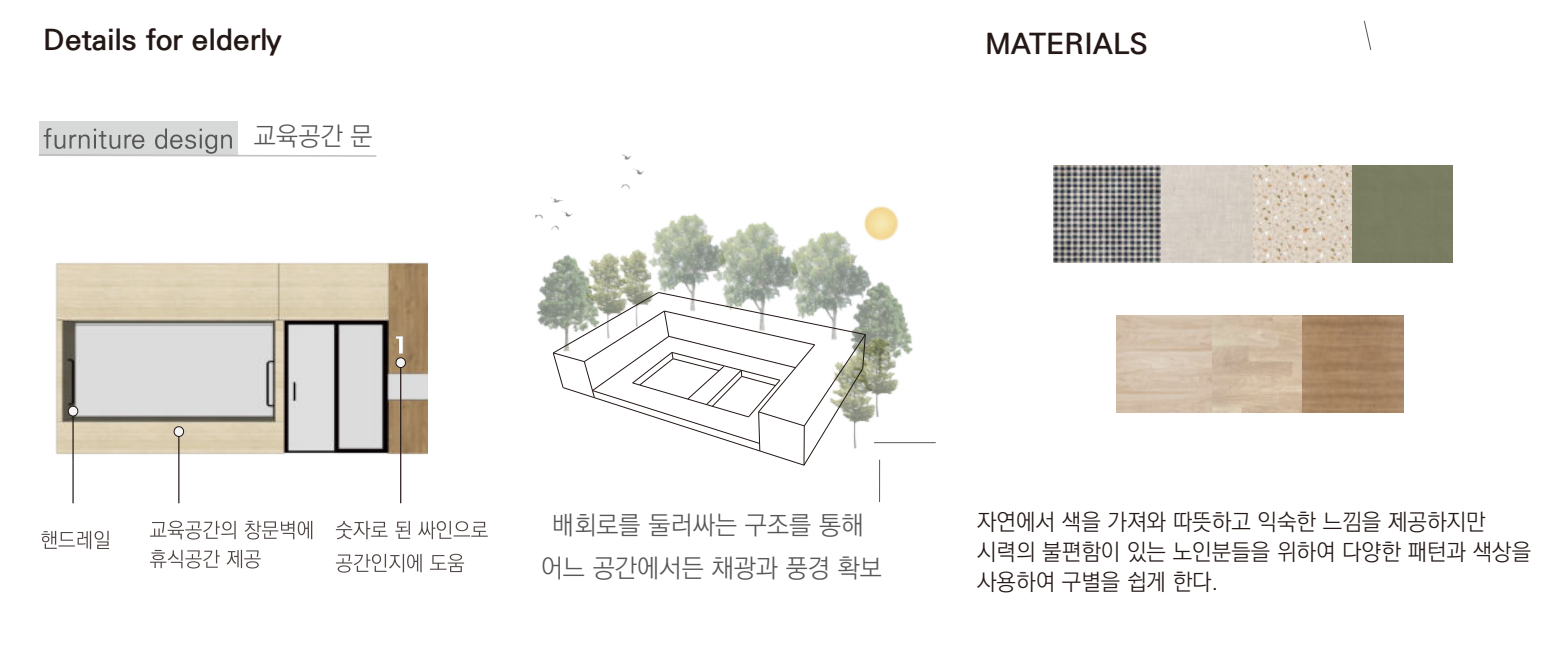 Details for elderly
furniture design 교육공간 문
1
핸드레일
교육공간의 창문벽에
휴식공간 제공
숫자로 된 싸인으로
공간인지에 도움
배회로를 둘러싸는 구조를 통해
어느 공간에서든 채광과 풍경 확보
MATERIALS
자연에서 색을 가져와 따뜻하고 익숙한 느낌을 제공하지만
시력의 불편함이 있는 노인분들을 위하여 다양한 패턴과 색상을
사용하여 구별을 쉽게 한다.